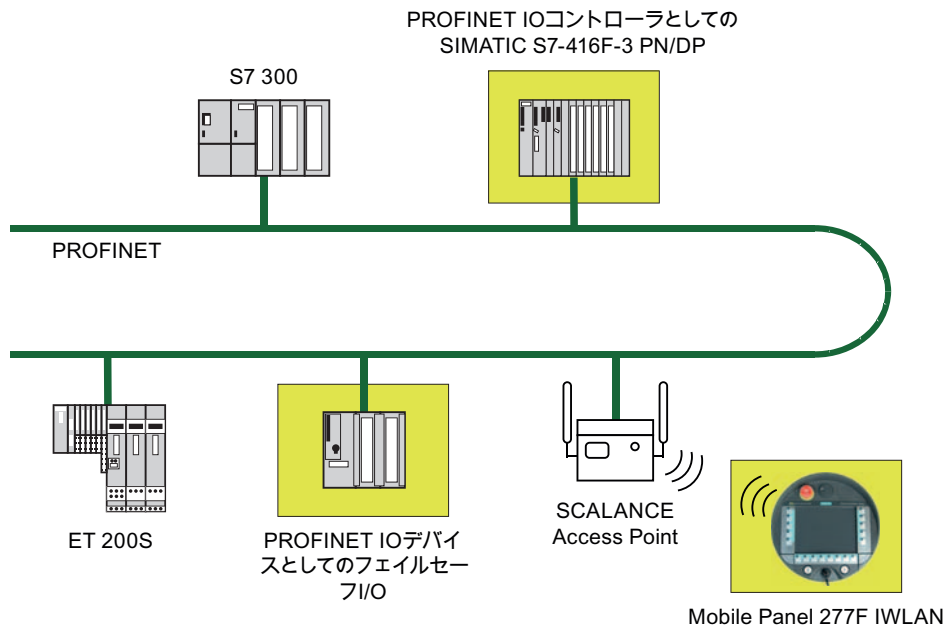 PROFINET IOコントローラとしての
SIMATIC S7-416F-3 PN/DP
S7 300
PROFINET
ET 200S
PROFINET IOデバイ
スとしてのフェイルセー
フI/O
SCALANCE
Access Point
Mobile Panel 277F IWLAN